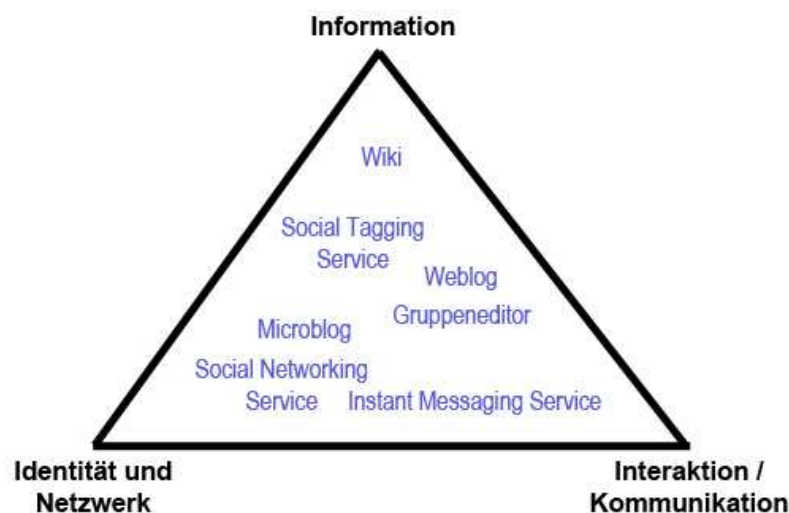 Information
Wiki
Social Tagging
Service
Weblog
Gruppeneditor
Microblog
Social Networking
Service
Instant Messaging Service
Identität und
Netzwerk
Interaktion /
Kommunikation